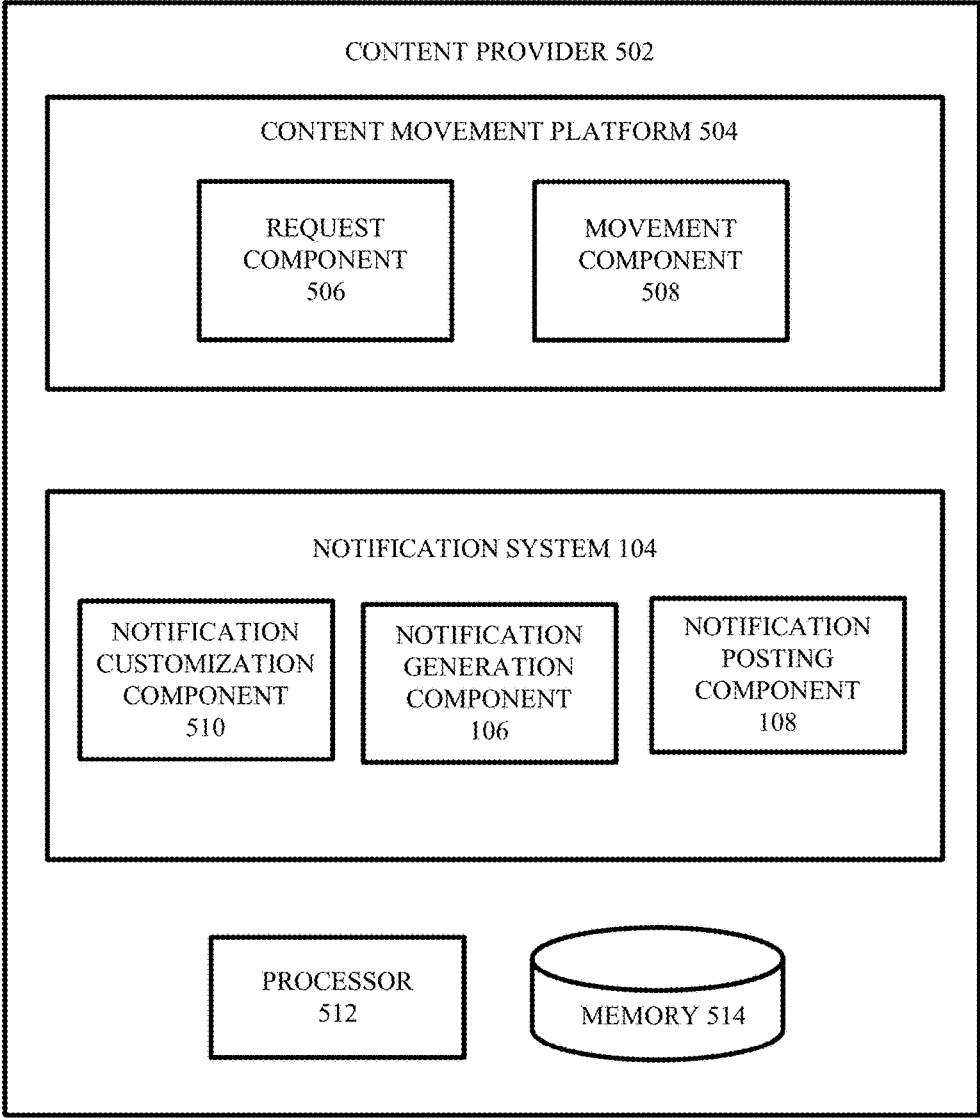 CONTENT PROVIDER 502
CONTENT MOVEMENT PLATFORM 504
REQUEST
COMPONENT
506
MOVEMENT
COMPONENT
508
NOTIFICATION SYSTEM 104
NOTIFICATION
CUSTOMIZATION
COMPONENT
510
NOTIFICATION
GENERATION
COMPONENT
106
NOTIFICATION
POSTING
COMPONENT
108
PROCESSOR
512
MEMORY 514